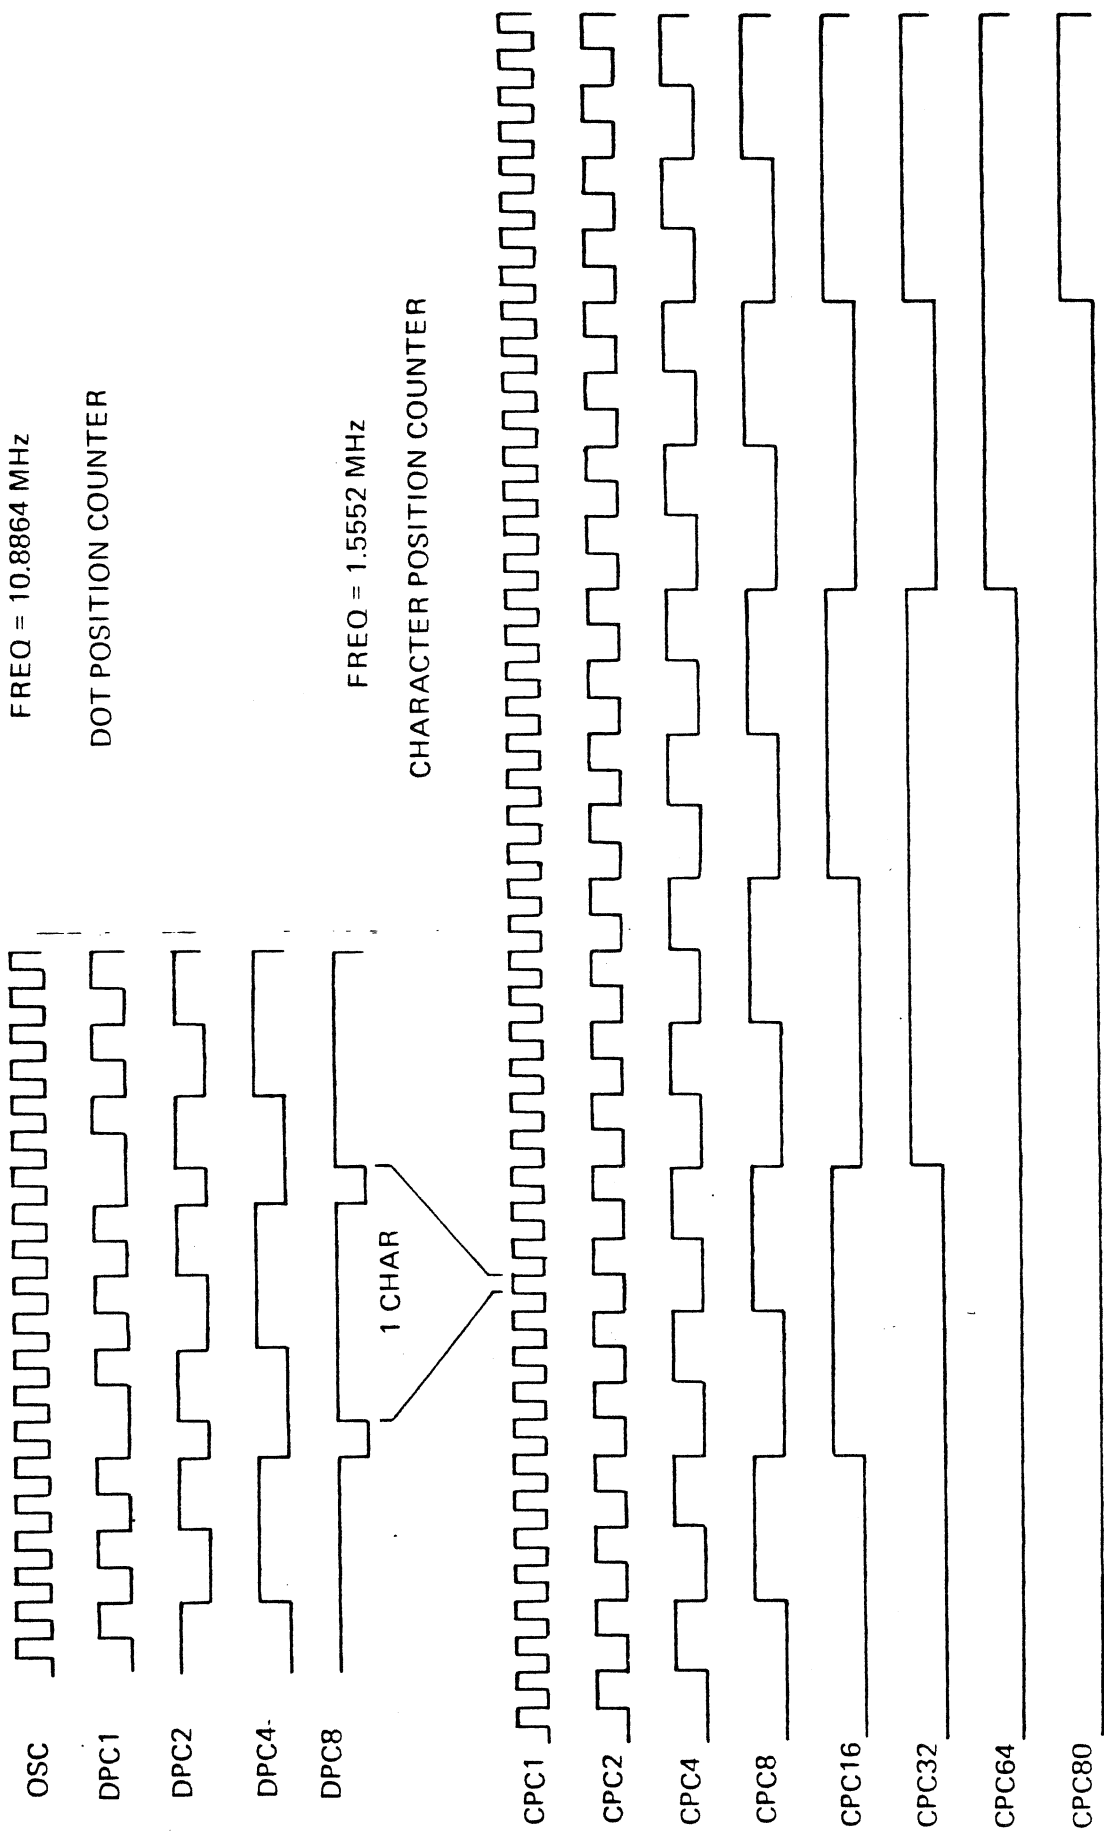 FREQ = 10.8864 MHz
DOT POSITION COUNTER
OSC
DPC1
DPC2
DPC4-
DPC8
1 CHAR
FREQ = 1.5552 MHz
CHARACTER POSITION COUNTER
CPC1
CPC2
CPC4
CPC8
CPC16
CPC32
CPC64
CPC80